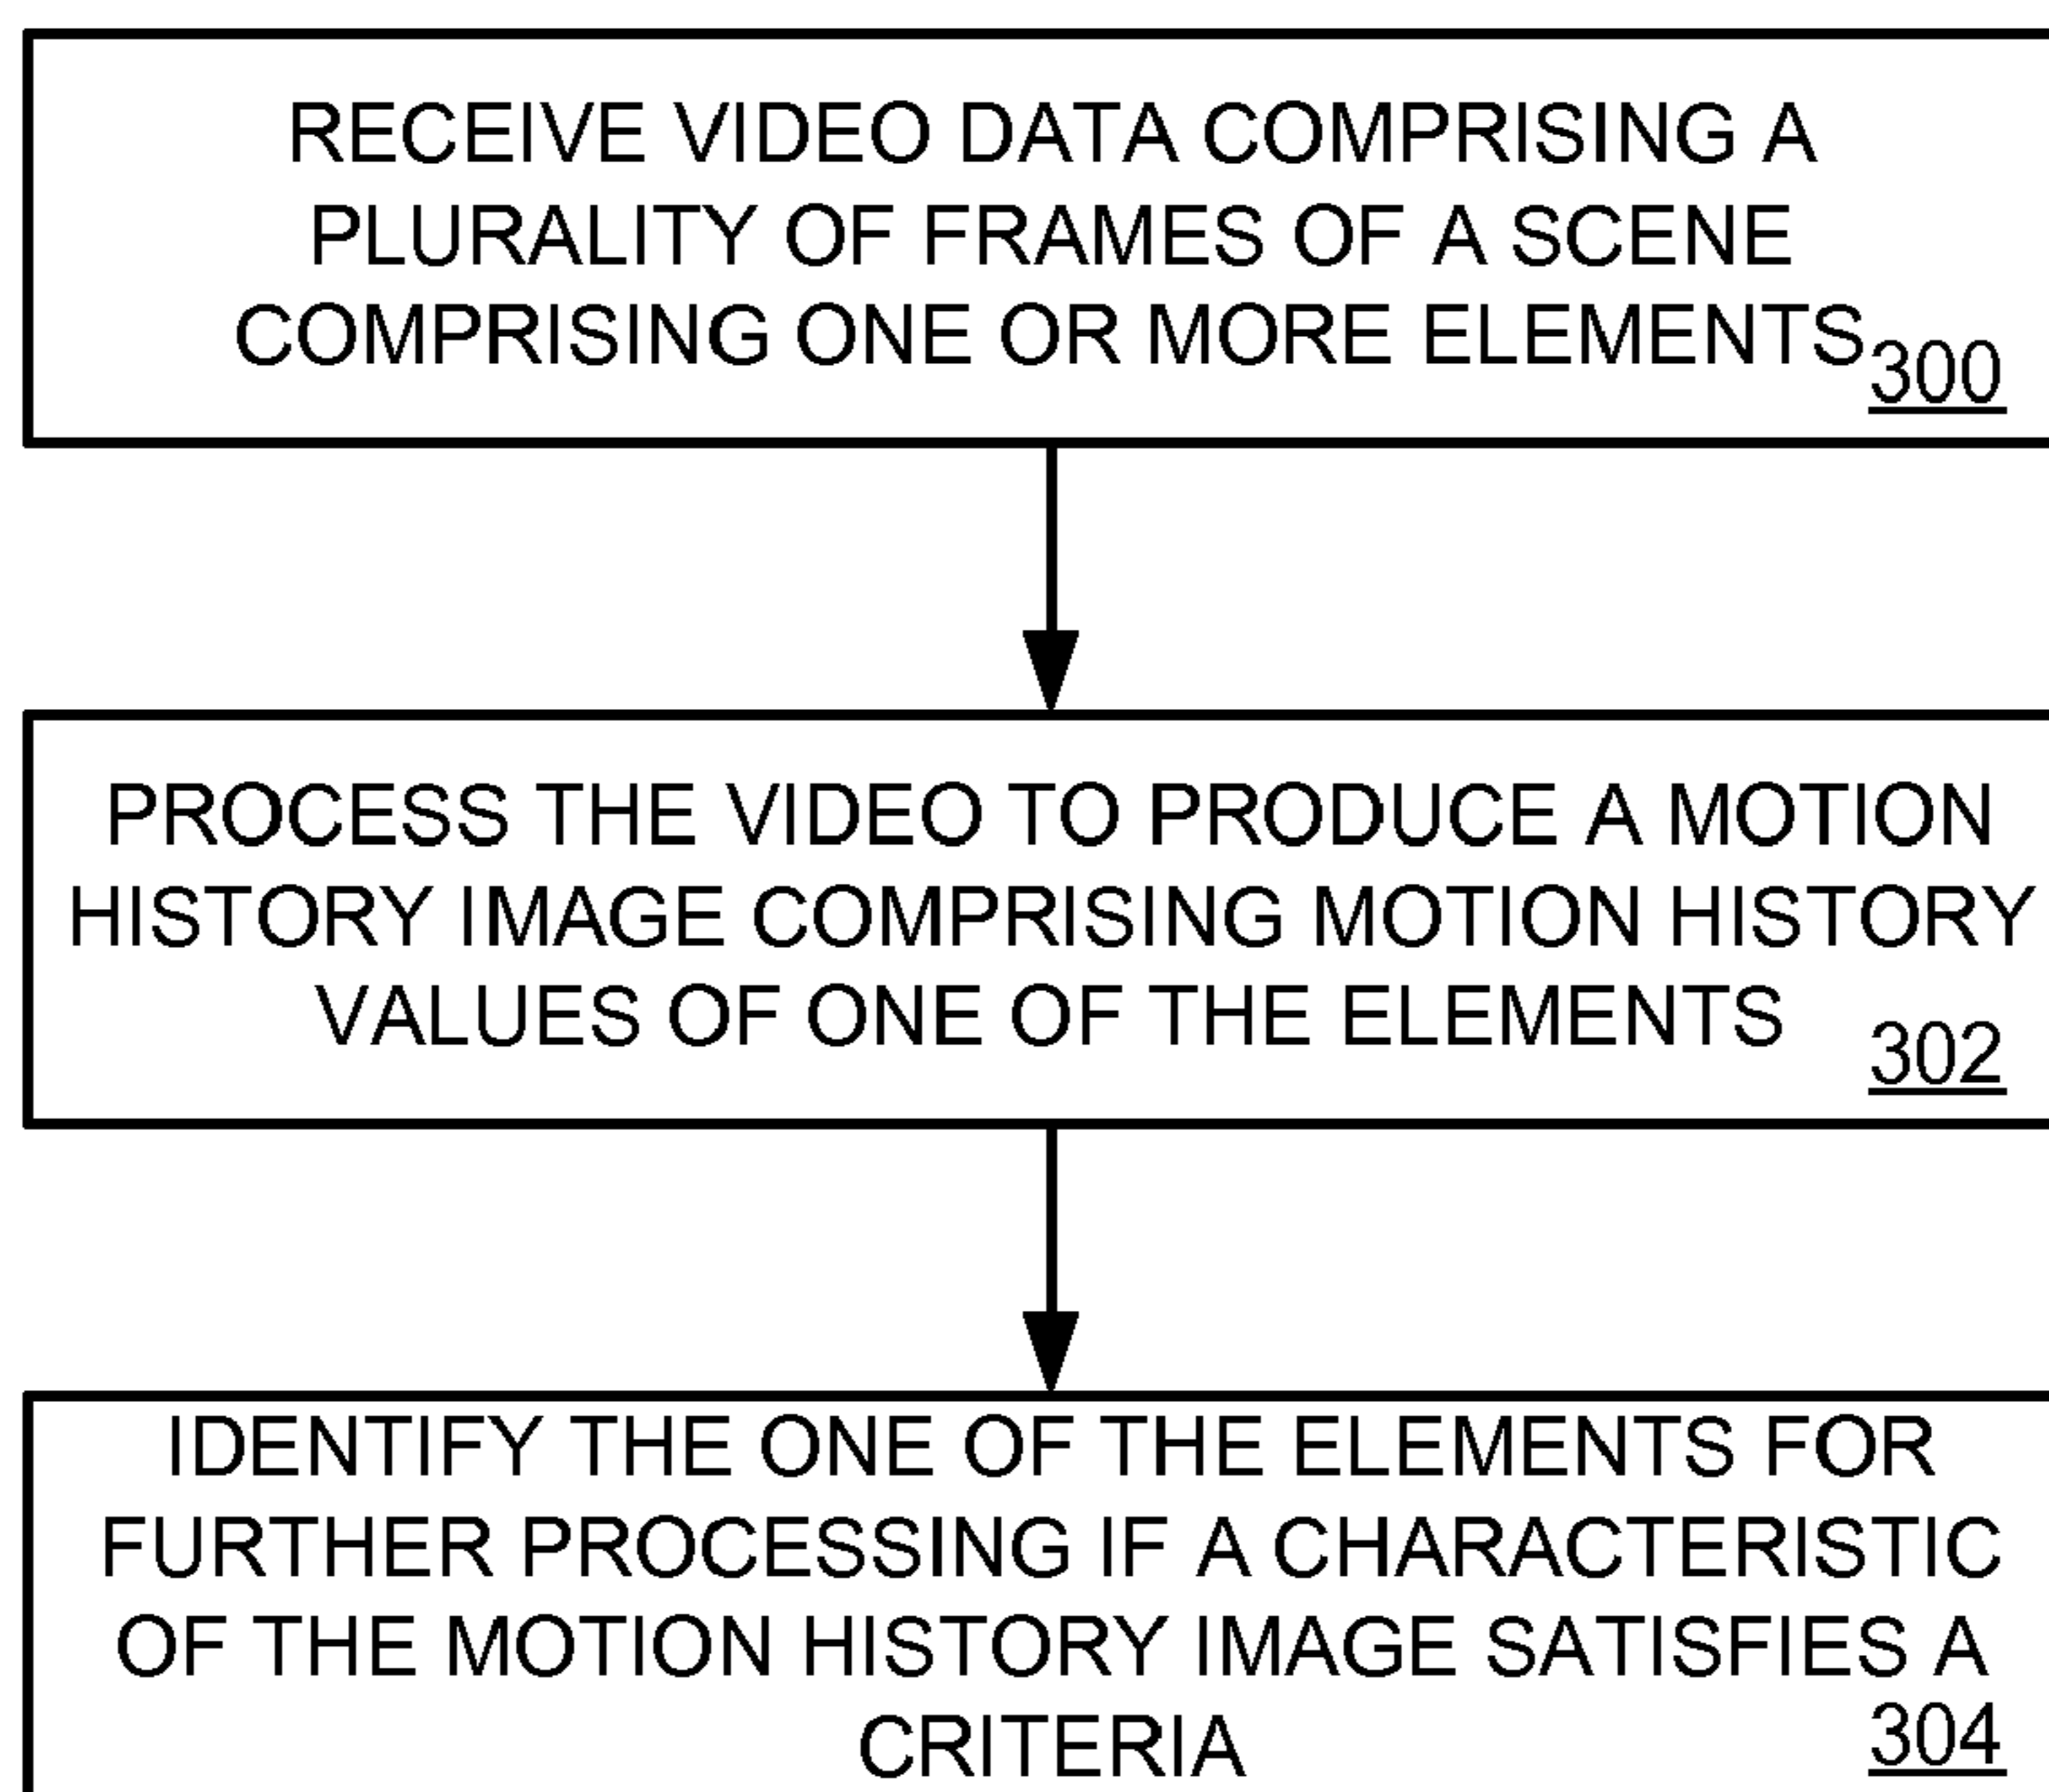 RECEIVE VIDEO DATA COMPRISING A
PLURALITY OF FRAMES OF A SCENE
COMPRISING ONE OR MORE ELEMENTS
300
PROCESS THE VIDEO TO PRODUCE A MOTION
HISTORY IMAGE COMPRISING MOTION HISTORY
VALUES OF ONE OF THE ELEMENTS
302
IDENTIFY THE ONE OF THE ELEMENTS FOR
FURTHER PROCESSING IF A CHARACTERISTIC
OF THE MOTION HISTORY IMAGE SATISFIES A
CRITERIA
304